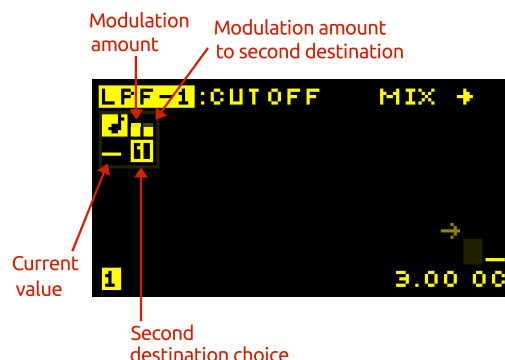 Modulation
amount
Modulation amount
to second destination
LPF-1:CUTOFF MIX →
Current
value
1
3.00 OC
Second
destination choice